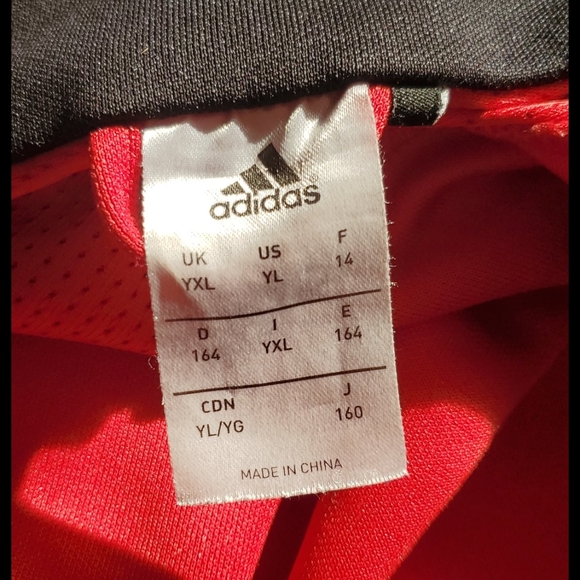 adidas
UK US F
YXL YL 14
D I E
164 YXL 164
CDN J
YL/YG 160
MADE IN CHINA